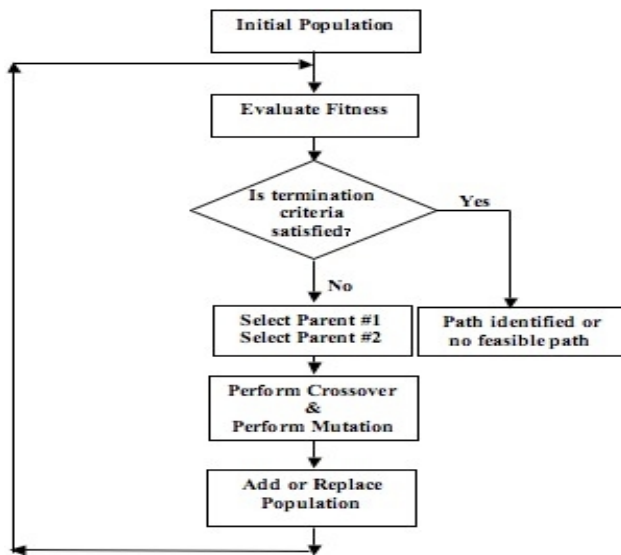 Initial Population
Evaluate Fitness
Is termination
criteria
satisfied?
Yes
No
Select Parent #1
Select Parent #2
Path identified or
no feasible path
Perform Crossover
&
Perform Mutation
Add or Replace
Population